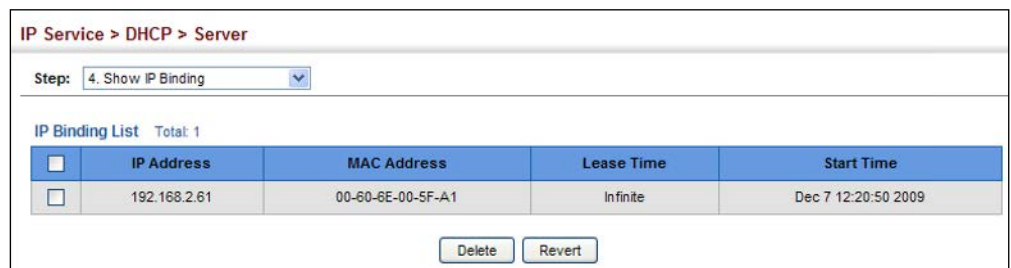 IP Service > DHCP > Server
Step: 4. Show IP Binding
IP Binding List Total: 1
IP Address MAC Address Lease Time Start Time
192.168.2.61 00-60-6E-00-5F-A1 Infinite Dec 7 12:20:50 2009
Delete Revert